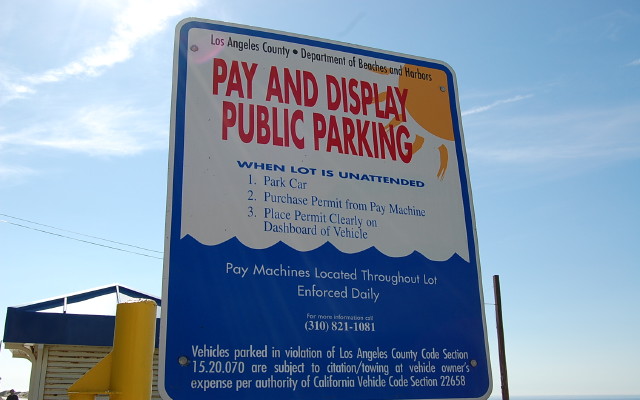 Los Angeles County • Department of Beaches and Harbors
PAY AND DISPLAY
PUBLIC PARKING
WHEN LOT IS UNATTENDED
1. Park Car
2. Purchase Permit from Pay Machine
3. Place Permit Clearly on
Dashboard of Vehicle
Pay Machines Located Throughout Lot
Enforced Daily
For more information call
(310) 821-1081
Vehicles parked in violation of Los Angeles County Code Section
15.20.070 are subject to citation/towing at vehicle owner's
expense per authority of California Vehicle Code Section 22658